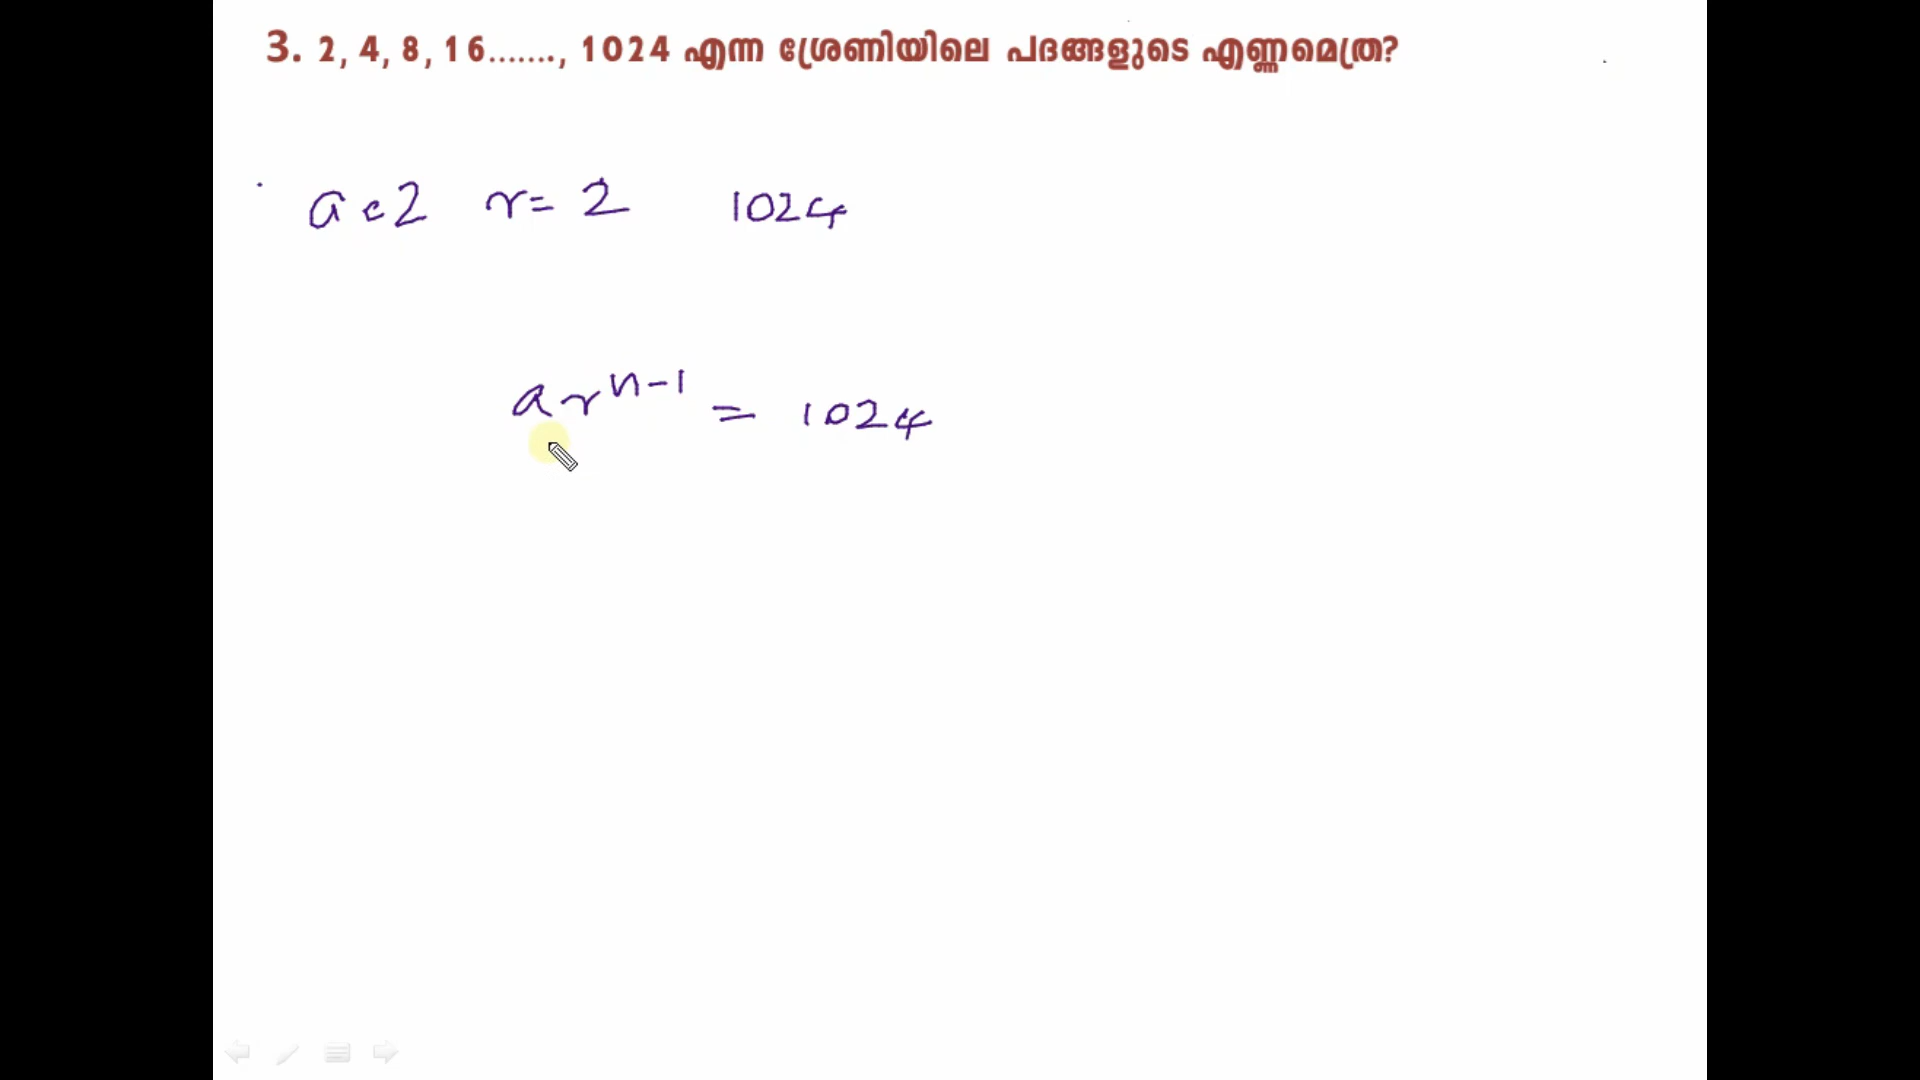 3. 2, 4, 8, 16......., 1024 എന്ന ശ്രേണിയിലെ പദങ്ങളുടെ എണ്ണമെത്ര?
a = 2 r = 2 1024
ar^{n-1} = 1024